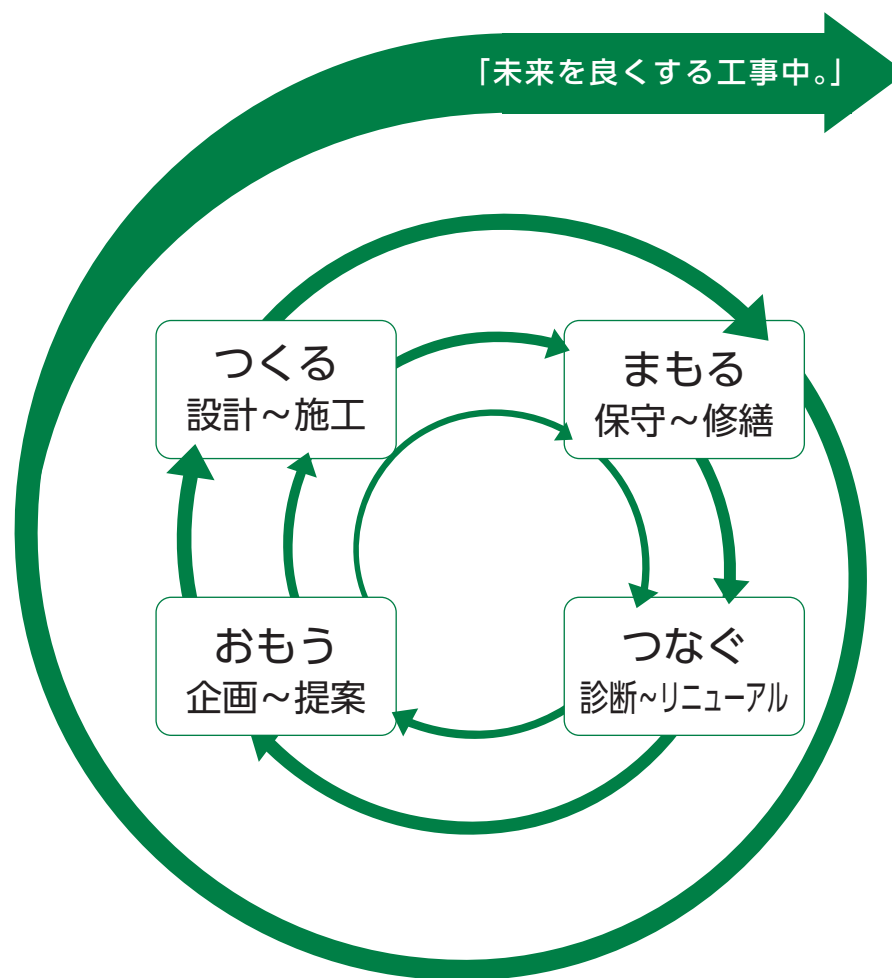 「未来を良くする工事中。」
つくる
設計～施工
まもる
保守～修繕
おもう
企画～提案
つなぐ
診断～リニューアル